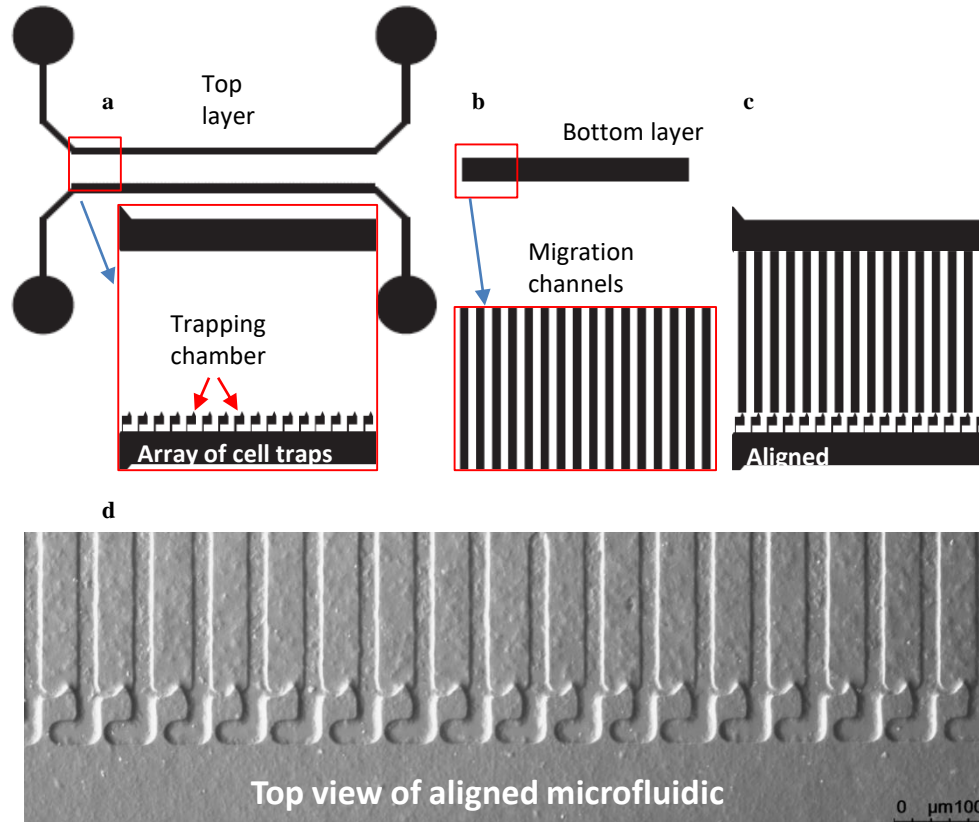 a
Top
layer
b
Bottom layer
c
Migration
channels
Trapping
chamber
Array of cell traps
Aligned
d
Top view of aligned microfluidic
0 µm100